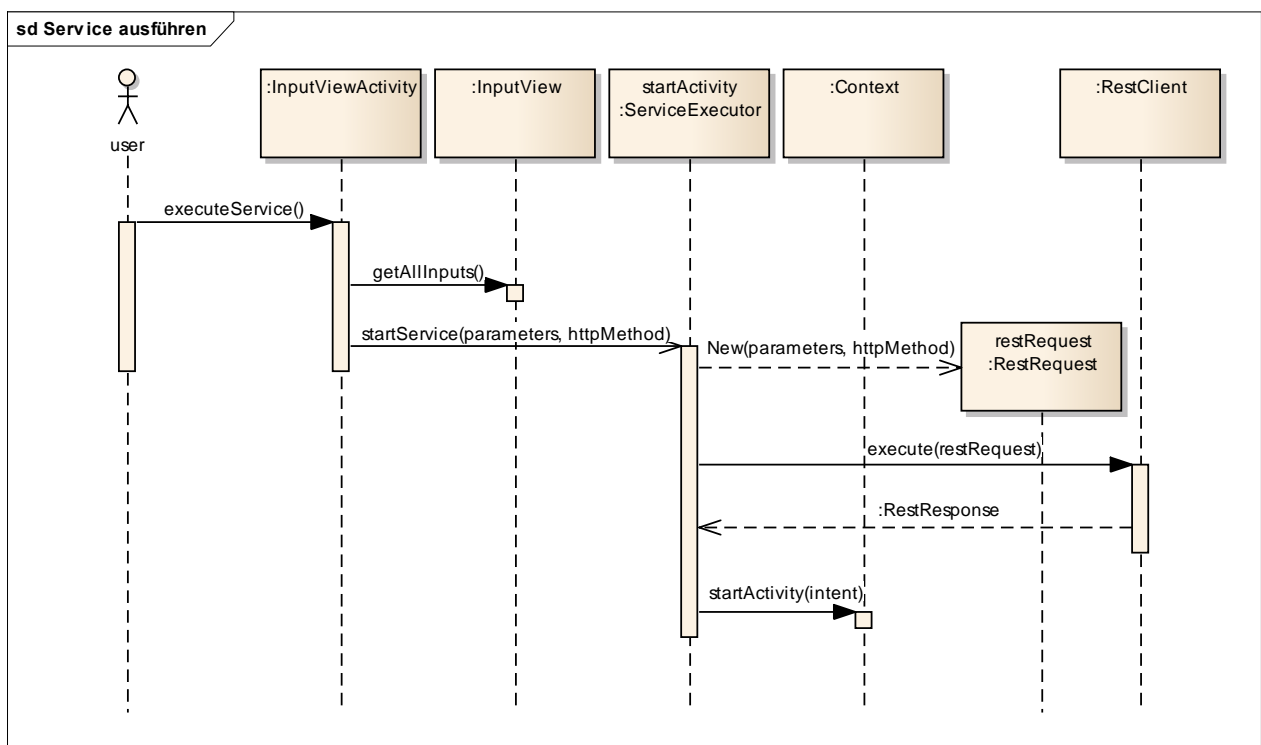 sd Service ausführen
user
:InputViewActivity
:InputView
startActivity
:ServiceExecutor
:Context
:RestClient
executeService()
getAllInputs()
startService(parameters, httpMethod)
New(parameters, httpMethod)
restRequest
:RestRequest
execute(restRequest)
:RestResponse
startActivity(intent)